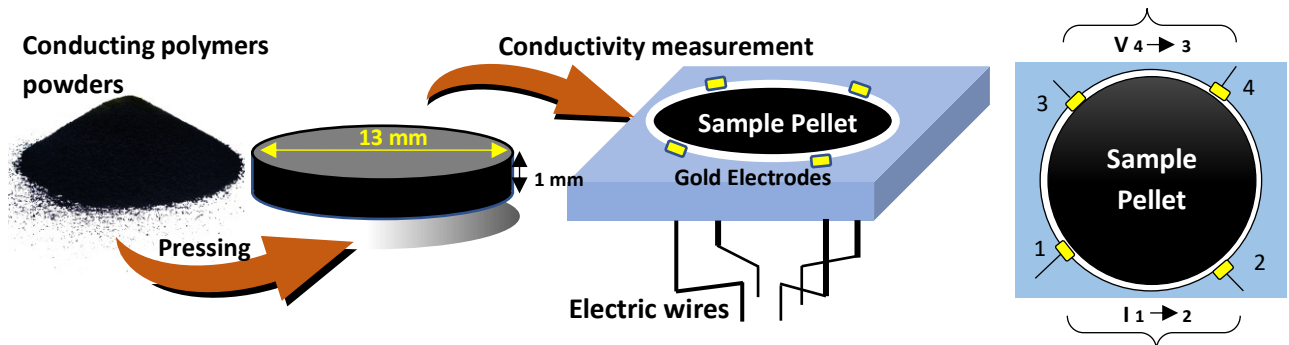 Conducting polymers
powders
Pressing
13 mm
1 mm
Conductivity measurement
Sample Pellet
Gold Electrodes
Electric wires
V 4 → 3
3
4
Sample
Pellet
1
2
I 1 → 2